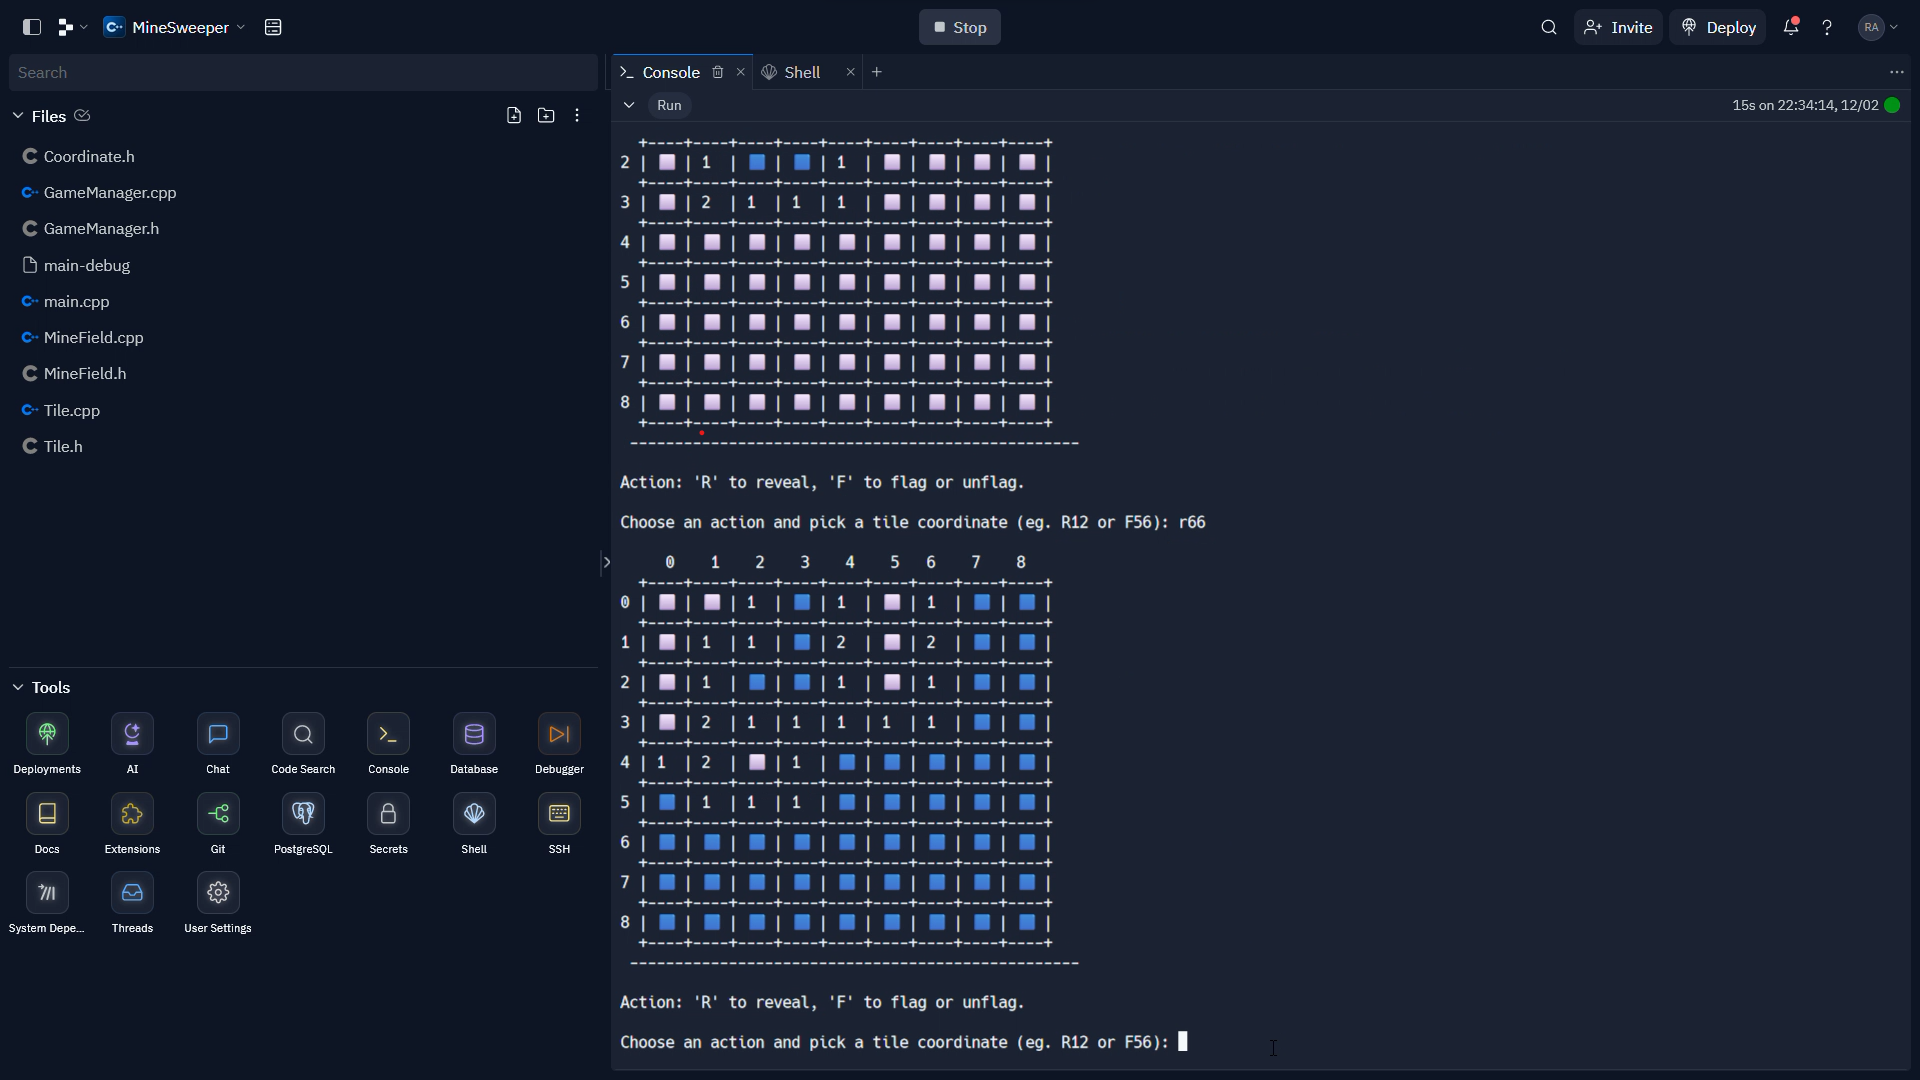 MineSweeper
Stop
Invite
Deploy
RA
Search
Console
Shell
Run
15s on 22:34:14, 12/02
Files
Coordinate.h
GameManager.cpp
GameManager.h
main-debug
main.cpp
MineField.cpp
MineField.h
Tile.cpp
Tile.h
Tools
Deployments AI Chat Code Search Console Database Debugger
Docs Extensions Git PostgreSQL Secrets Shell SSH
System Depe... Threads User Settings
+----+----+----+----+----+----+----+----+----+
2 | | 1 | | | 1 | | | | |
+----+----+----+----+----+----+----+----+----+
3 | | 2 | 1 | 1 | 1 | | | | |
+----+----+----+----+----+----+----+----+----+
4 | | | | | | | | | |
+----+----+----+----+----+----+----+----+----+
5 | | | | | | | | | |
+----+----+----+----+----+----+----+----+----+
6 | | | | | | | | | |
+----+----+----+----+----+----+----+----+----+
7 | | | | | | | | | |
+----+----+----+----+----+----+----+----+----+
8 | | | | | | | | | |
+----+----+----+----+----+----+----+----+----+
--------------------------------------------------
Action: 'R' to reveal, 'F' to flag or unflag.
Choose an action and pick a tile coordinate (eg. R12 or F56): r66
0 1 2 3 4 5 6 7 8
+----+----+----+----+----+----+----+----+----+
0 | | | 1 | | 1 | | 1 | | |
+----+----+----+----+----+----+----+----+----+
1 | | 1 | 1 | | 2 | | 2 | | |
+----+----+----+----+----+----+----+----+----+
2 | | 1 | | | 1 | | 1 | | |
+----+----+----+----+----+----+----+----+----+
3 | | 2 | 1 | 1 | 1 | 1 | 1 | | |
+----+----+----+----+----+----+----+----+----+
4 | 1 | 2 | | 1 | | | | | |
+----+----+----+----+----+----+----+----+----+
5 | | 1 | 1 | 1 | | | | | |
+----+----+----+----+----+----+----+----+----+
6 | | | | | | | | | |
+----+----+----+----+----+----+----+----+----+
7 | | | | | | | | | |
+----+----+----+----+----+----+----+----+----+
8 | | | | | | | | | |
+----+----+----+----+----+----+----+----+----+
--------------------------------------------------
Action: 'R' to reveal, 'F' to flag or unflag.
Choose an action and pick a tile coordinate (eg. R12 or F56):